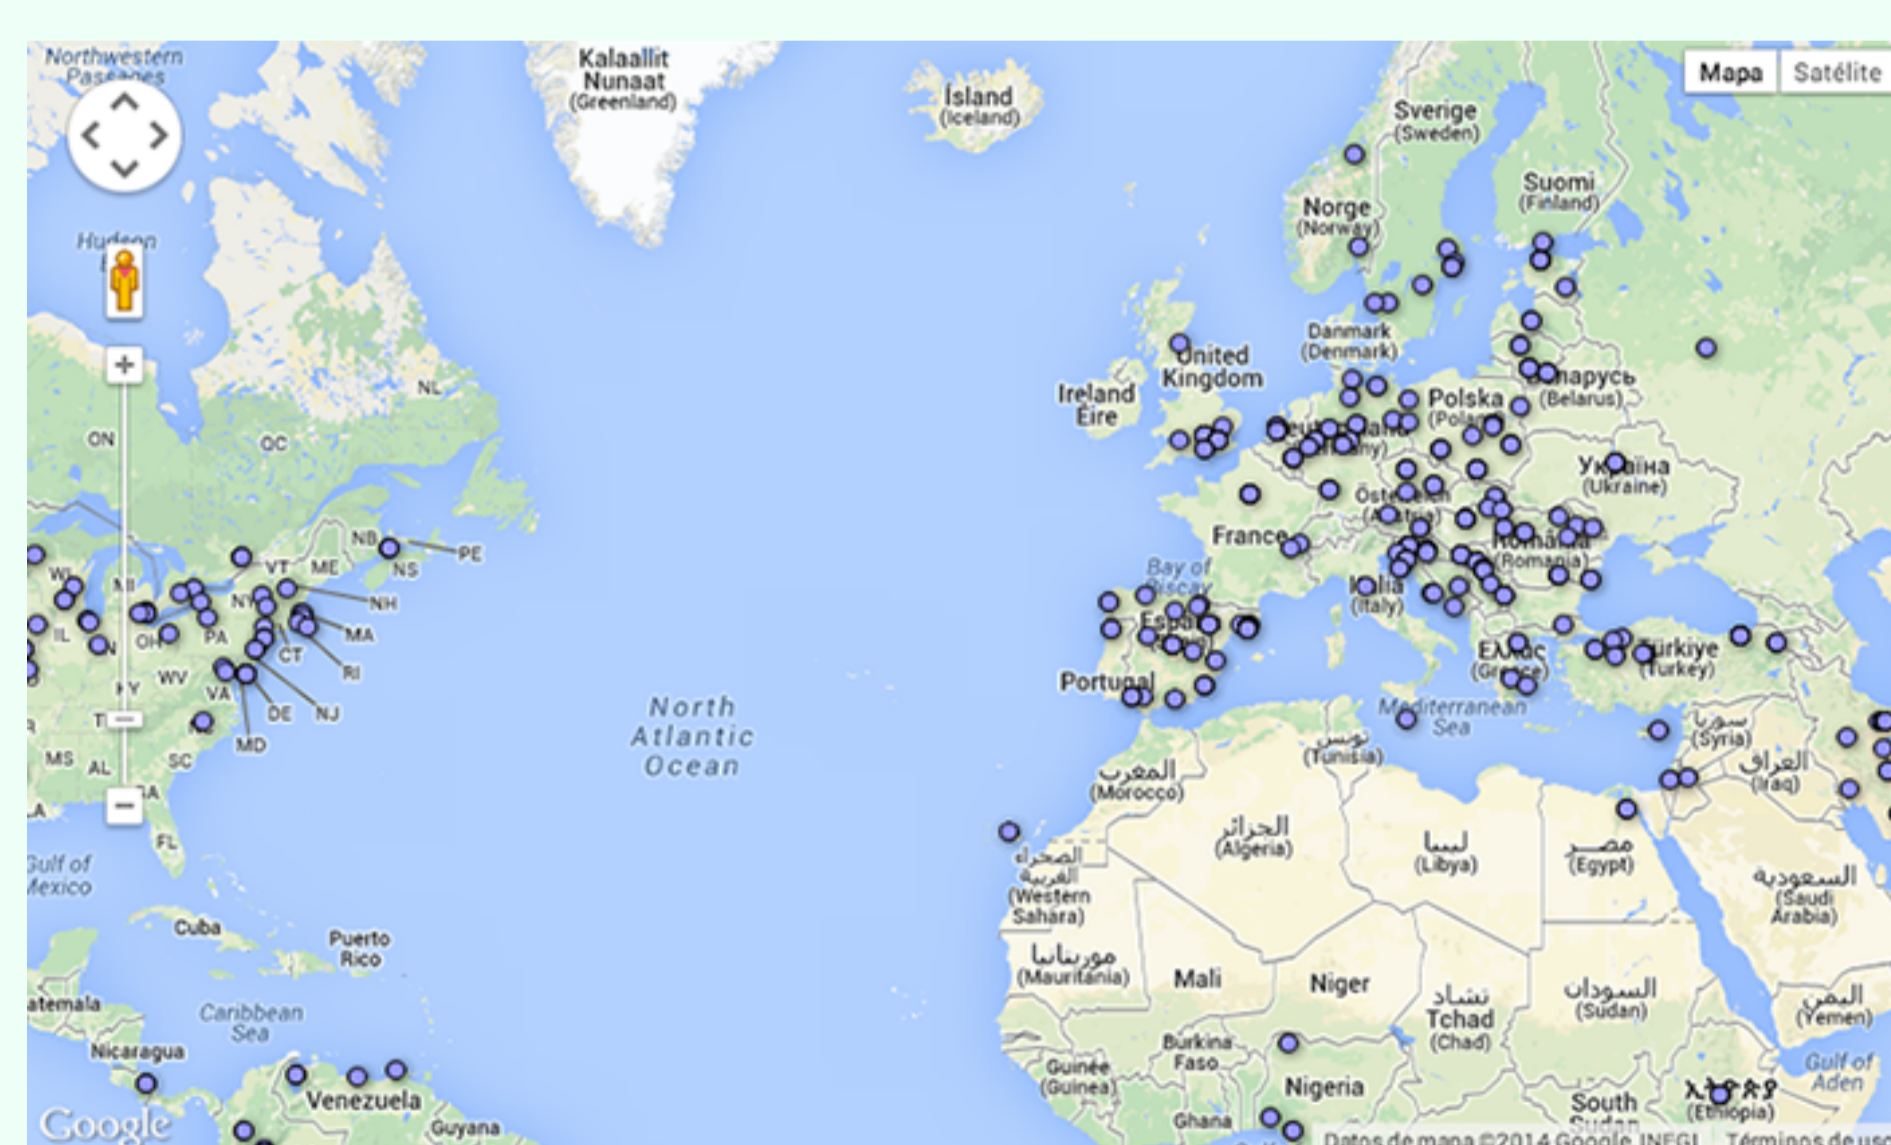 Northwestern
Passages
Kalaallit
Nunaat
(Greenland)
Ísland
(Iceland)
Sverige
(Sweden)
Mapa
Satélite
Suomi
(Finland)
Norge
(Norway)
Hudson
Danmark
(Denmark)
United
Kingdom
Ireland
Éire
NL
Polska
(Belarus)
ON
QC
Україна
(Ukraine)
France
NB
PE
NS
VT
ME
WI
MI
NH
NY
Bay of
Biscay
România
(Romania)
Italia
(Italy)
IL
OH
PA
MA
CT
RI
WV
KY
VA
DE
NJ
MD
Portugal
(Greece)
Türkiye
(Turkey)
North
Atlantic
Ocean
Mediterranean
Sea
MS
AL
SC
GA
LA
FL
تونس
(Tunisia)
سوريا
(Syria)
العراق
(Iraq)
المغرب
(Morocco)
الجزائر
(Algeria)
ليبيا
(Libya)
مصر
(Egypt)
الصحراء
الغربية
(Western
Sahara)
السعودية
(Saudi
Arabia)
Gulf of
Mexico
Cuba
Puerto
Rico
موريتانيا
(Mauritania)
Mali
Niger
تشاد
Tchad
(Chad)
السودان
(Sudan)
اليمن
(Yemen)
atemala
Caribbean
Sea
Nicaragua
Burkina
Faso
Guinée
(Guinea)
Nigeria
Gulf of
Aden
Venezuela
Guyana
Ghana
South
Sudan
ኢትዮጵያ
(Ethiopia)
Google
Datos de mapa ©2014 Google, INEGI
Términos de uso